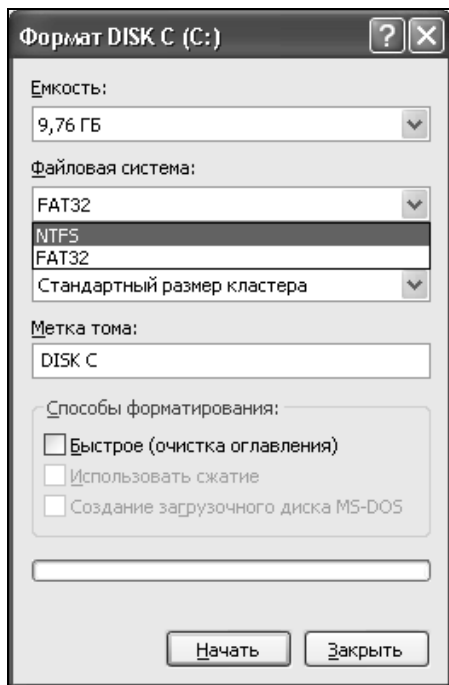 Формат DISK C (C:)
Емкость:
9,76 ГБ
Файловая система:
FAT32
NTFS
FAT32
Стандартный размер кластера
Метка тома:
DISK C
Способы форматирования:
Быстрое (очистка оглавления)
Использовать сжатие
Создание загрузочного диска MS-DOS
Начать
Закрыть